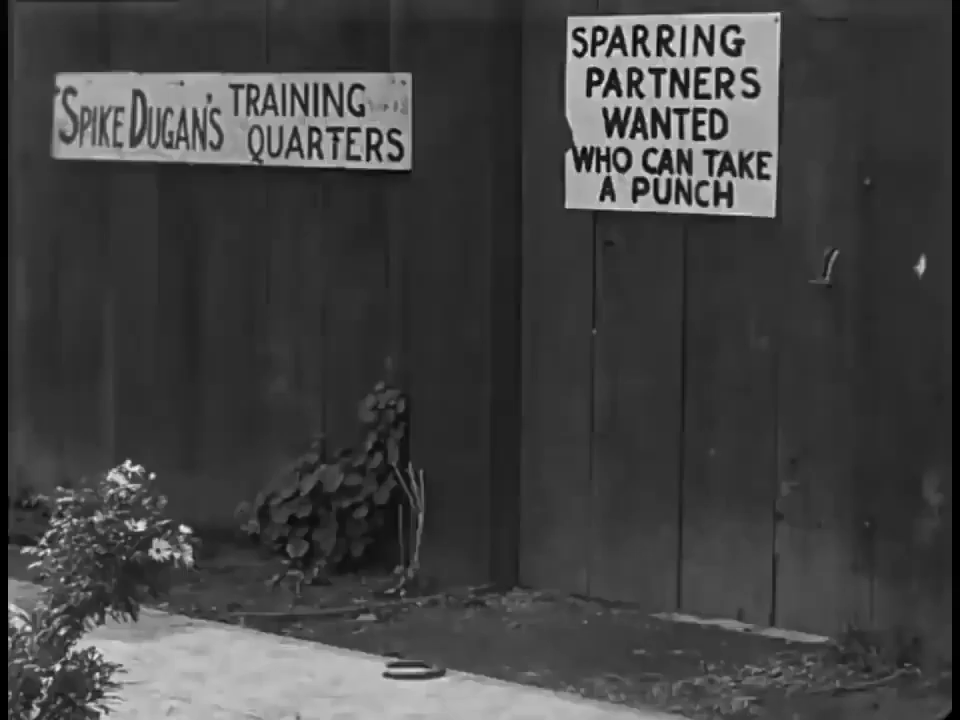 SPIKE DUGAN'S TRAINING
QUARTERS
SPARRING
PARTNERS
WANTED
WHO CAN TAKE
A PUNCH